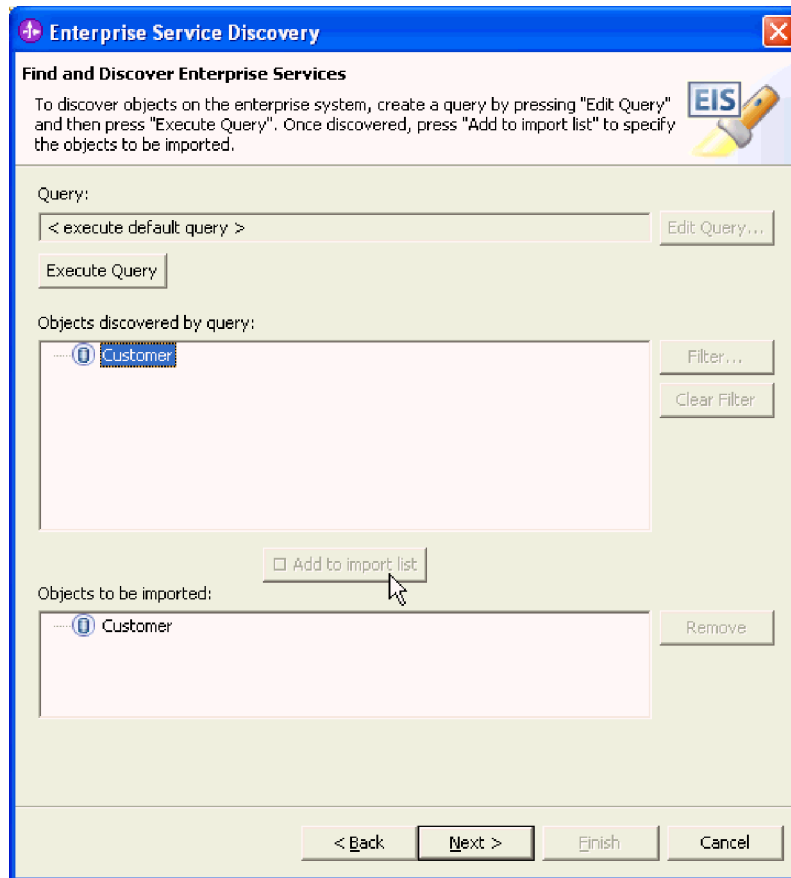 Enterprise Service Discovery
Find and Discover Enterprise Services
To discover objects on the enterprise system, create a query by pressing "Edit Query"
and then press "Execute Query". Once discovered, press "Add to import list" to specify
the objects to be imported.
EIS
Query:
< execute default query >
Edit Query...
Execute Query
Objects discovered by query:
Customer
Filter...
Clear Filter
Add to import list
Objects to be imported:
Customer
Remove
< Back
Next >
Finish
Cancel